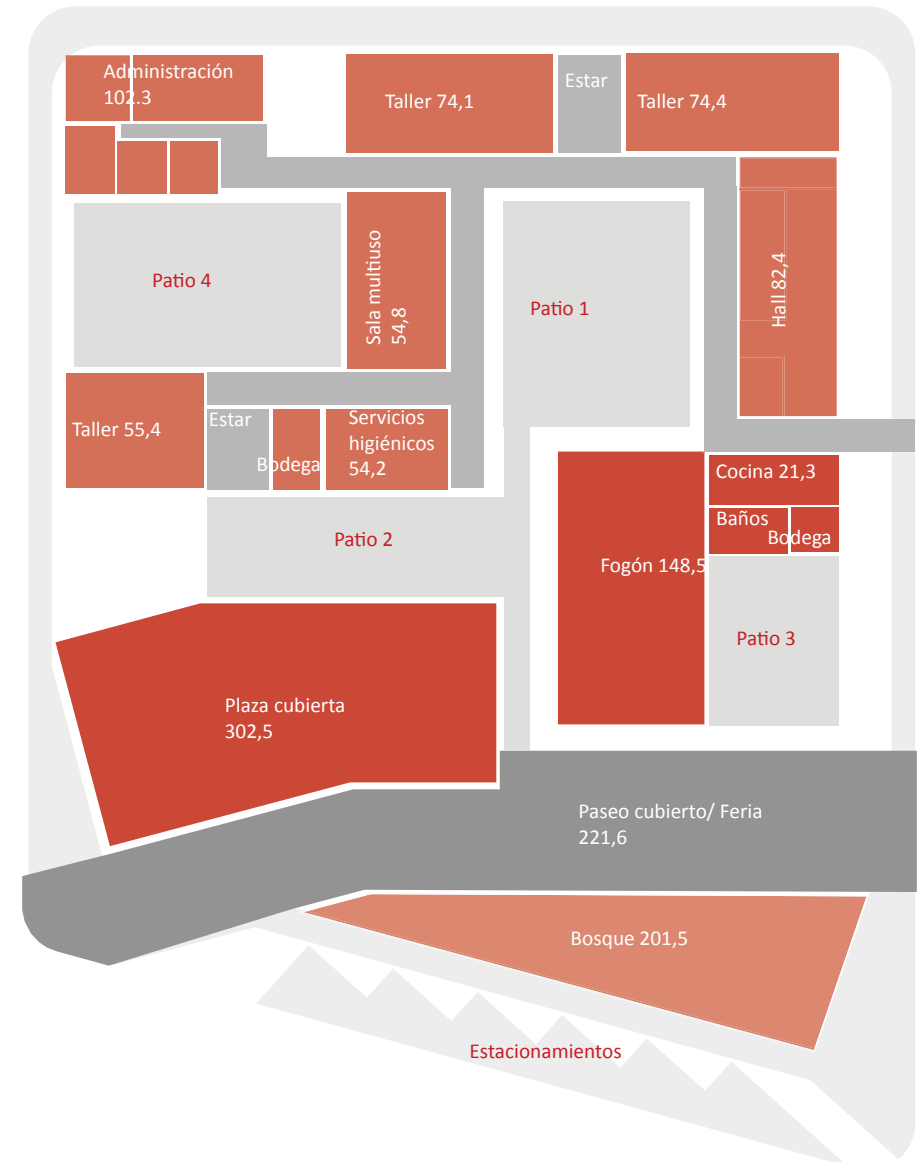 Administración
102.3
Taller 74,1
Estar
Taller 74,4
Patio 4
Sala multiuso
54,8
Patio 1
Hall 82,4
Taller 55,4
Estar
Bodega
Servicios
higiénicos
54,2
Cocina 21,3
Baños
Bodega
Patio 2
Fogón 148,5
Patio 3
Plaza cubierta
302,5
Paseo cubierto/ Feria
221,6
Bosque 201,5
Estacionamientos